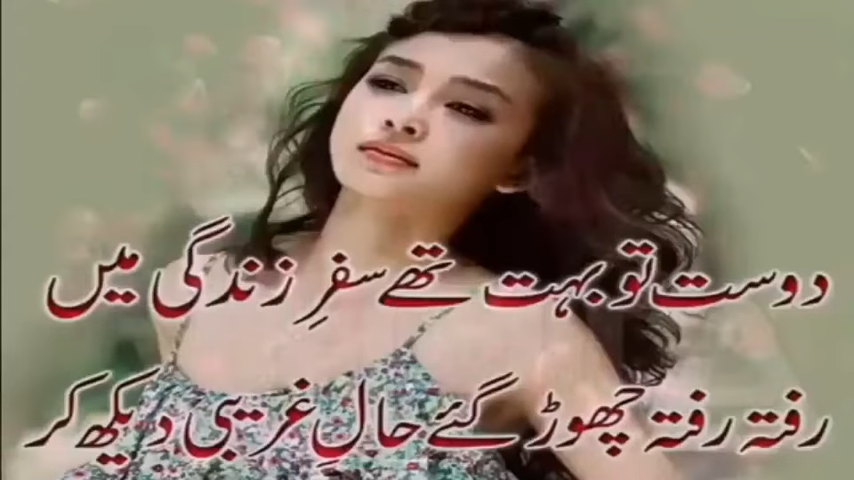 دوست تو بہت تھے سفرِ زندگی میں
رفتہ رفتہ چھوڑ گئے حالِ غریبی دیکھ کر